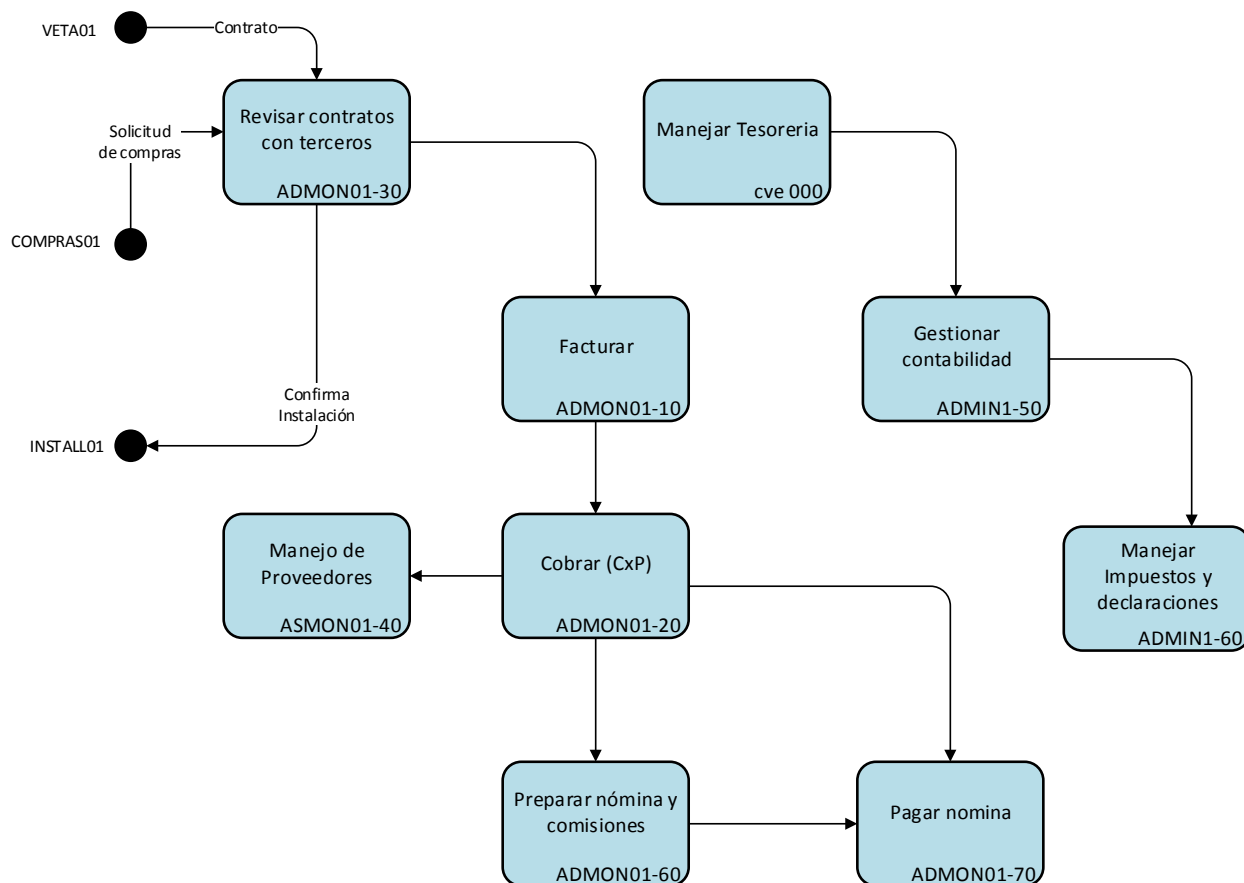 VETA01
Contrato
Revisar contratos
con terceros
ADMON01-30
Manejar Tesoreria
cve 000
Solicitud
de compras
COMPRAS01
Facturar
ADMON01-10
Gestionar
contabilidad
ADMIN1-50
Confirma
Instalación
INSTALL01
Manejo de
Proveedores
ASMON01-40
Cobrar (CxP)
ADMON01-20
Manejar
Impuestos y
declaraciones
ADMIN1-60
Preparar nómina y
comisiones
ADMON01-60
Pagar nomina
ADMON01-70